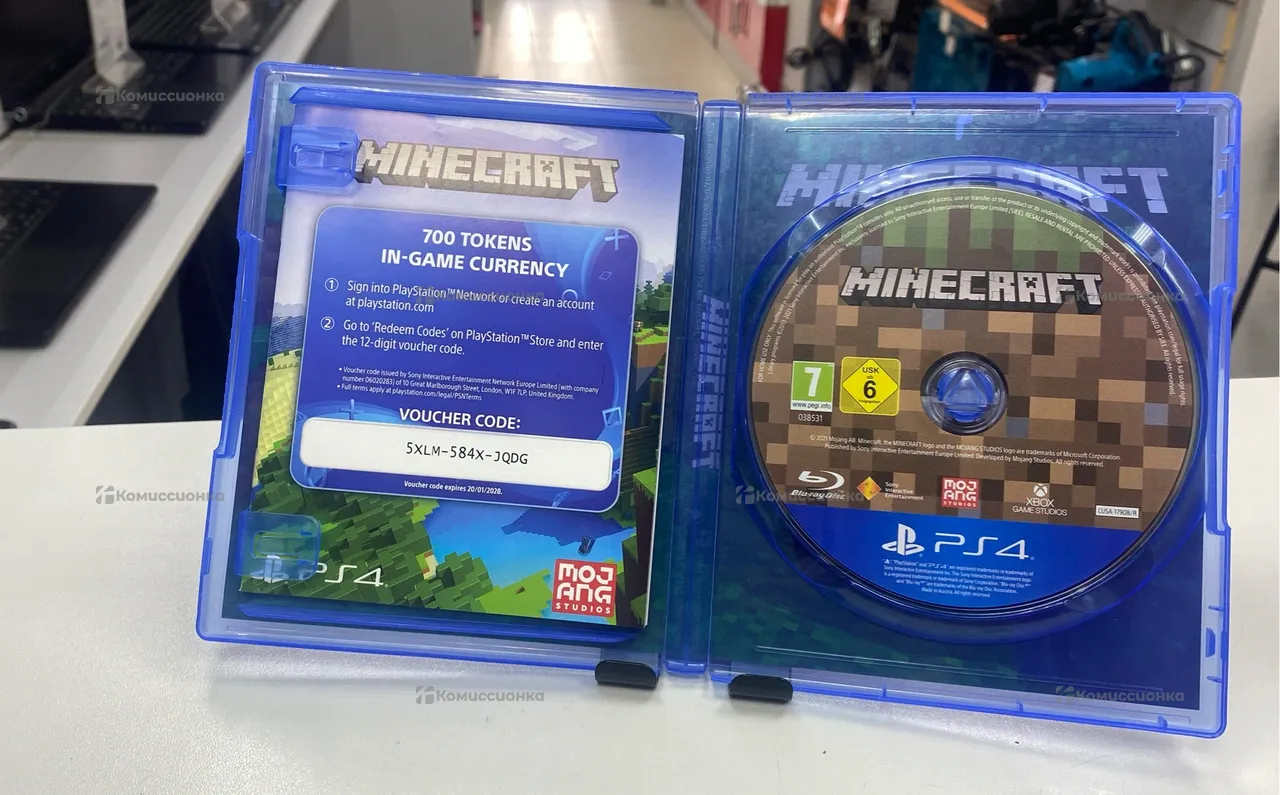 MINECRAFT
700 TOKENS
IN-GAME CURRENCY
1 Sign into PlayStation™Network or create an account
at playstation.com
2 Go to 'Redeem Codes' on PlayStation™Store and enter
the 12-digit voucher code.
• Voucher code issued by Sony Interactive Entertainment Network Europe Limited (with company
number 06020283) of 10 Great Marlborough Street, London, W1F 7LP, United Kingdom.
• Full terms apply at playstation.com/legal/PSNTerms
VOUCHER CODE:
5XLM-584X-JQDG
Voucher code expires 20/01/2028.
PS4
MOJ
ANG
STUDIOS
MINECRAFT
MINECRAFT
MINECRAFT
7
www.pegi.info
038531
USK
ab
6
freigegeben
© 2021 Mojang AB. Minecraft, the MINECRAFT logo and the MOJANG STUDIOS logo are trademarks of Microsoft Corporation.
Published by Sony Interactive Entertainment Europe Limited. Developed by Mojang Studios. All rights reserved.
Blu-ray Disc
Sony
Interactive
Entertainment
MOJ
ANG
STUDIOS
XBOX
GAME STUDIOS
CUSA-17908/R
PS4
Made in Austria. All rights reserved.
Комиссионка
Комиссионка
Комиссионка
Комиссионка
Комиссионка
Комиссионка